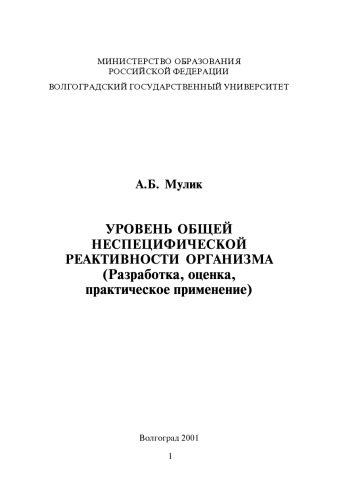 МИНИСТЕРСТВО ОБРАЗОВАНИЯ
РОССИЙСКОЙ ФЕДЕРАЦИИ
ВОЛГОГРАДСКИЙ ГОСУДАРСТВЕННЫЙ УНИВЕРСИТЕТ
А.Б. Мулик
УРОВЕНЬ ОБЩЕЙ
НЕСПЕЦИФИЧЕСКОЙ
РЕАКТИВНОСТИ ОРГАНИЗМА
(Разработка, оценка,
практическое применение)
Волгоград 2001
1